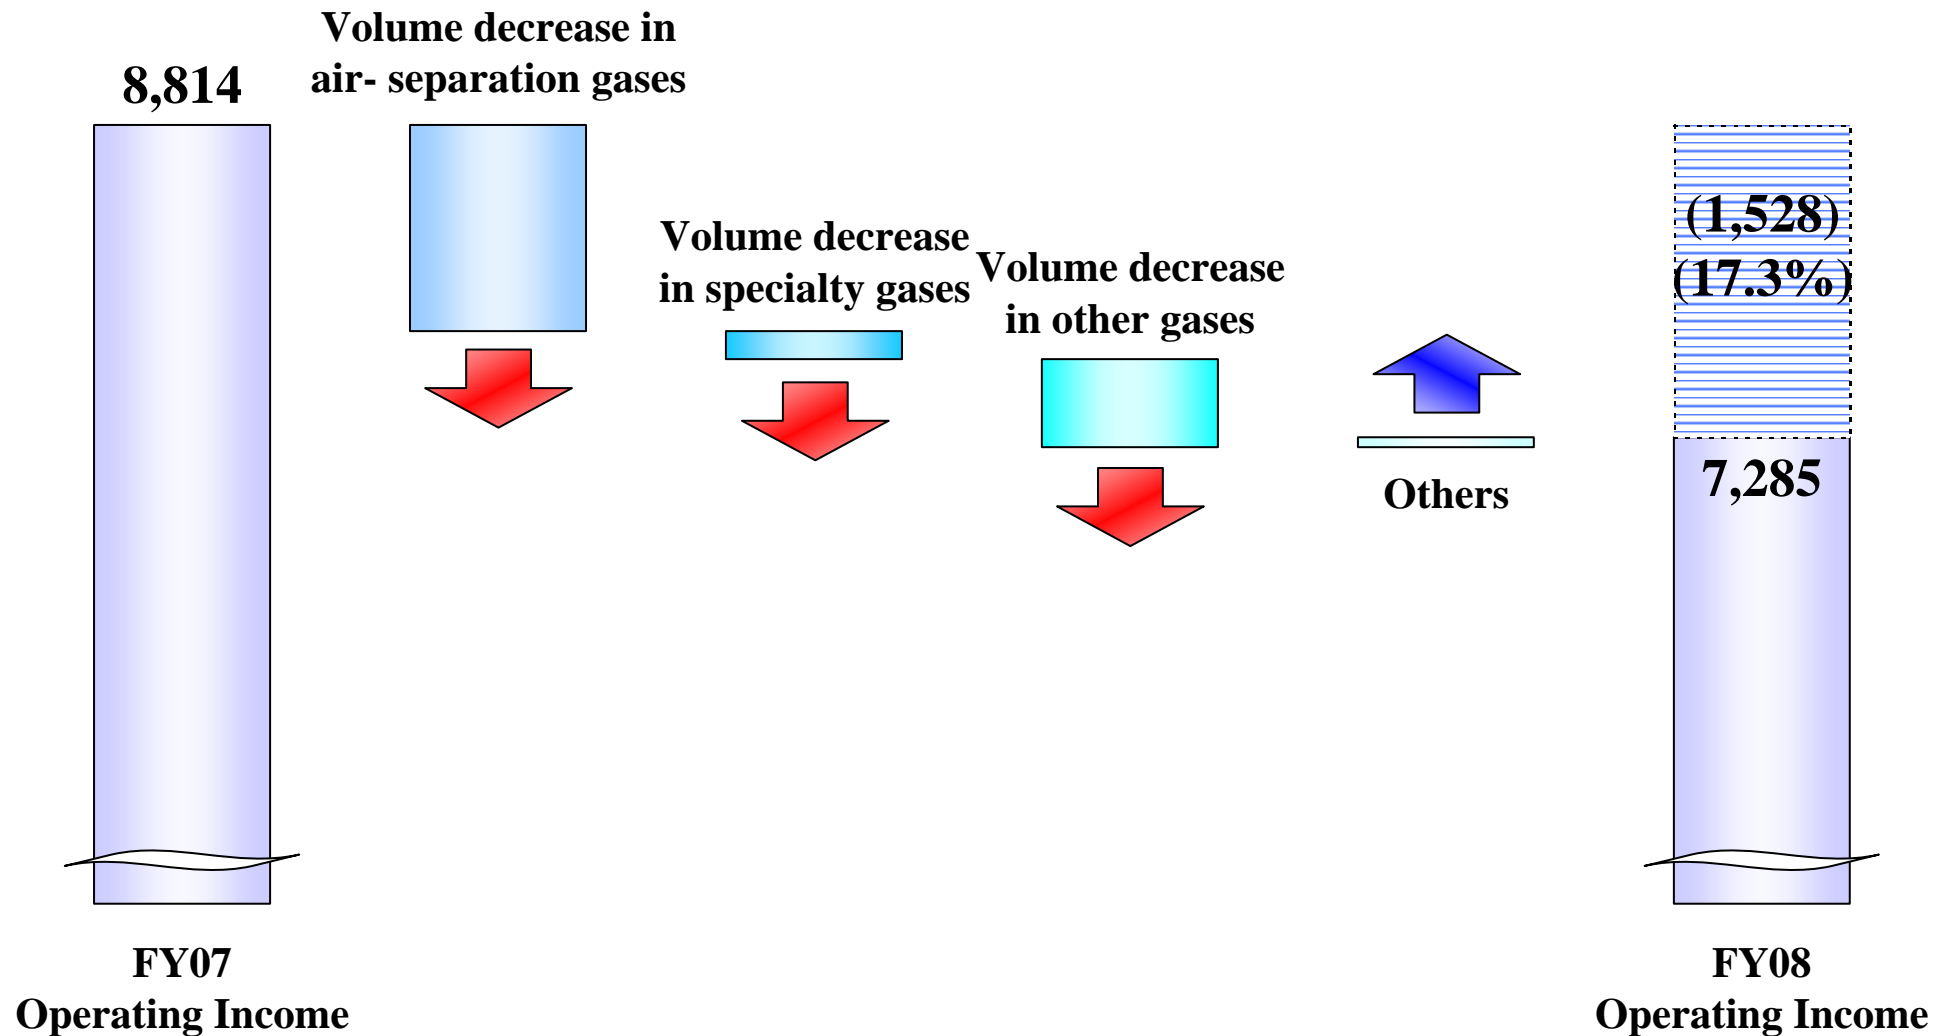 8,814
Volume decrease in
air- separation gases
Volume decrease
in specialty gases
Volume decrease
in other gases
Others
(1,528)
(17.3%)
7,285
FY07
Operating Income
FY08
Operating Income